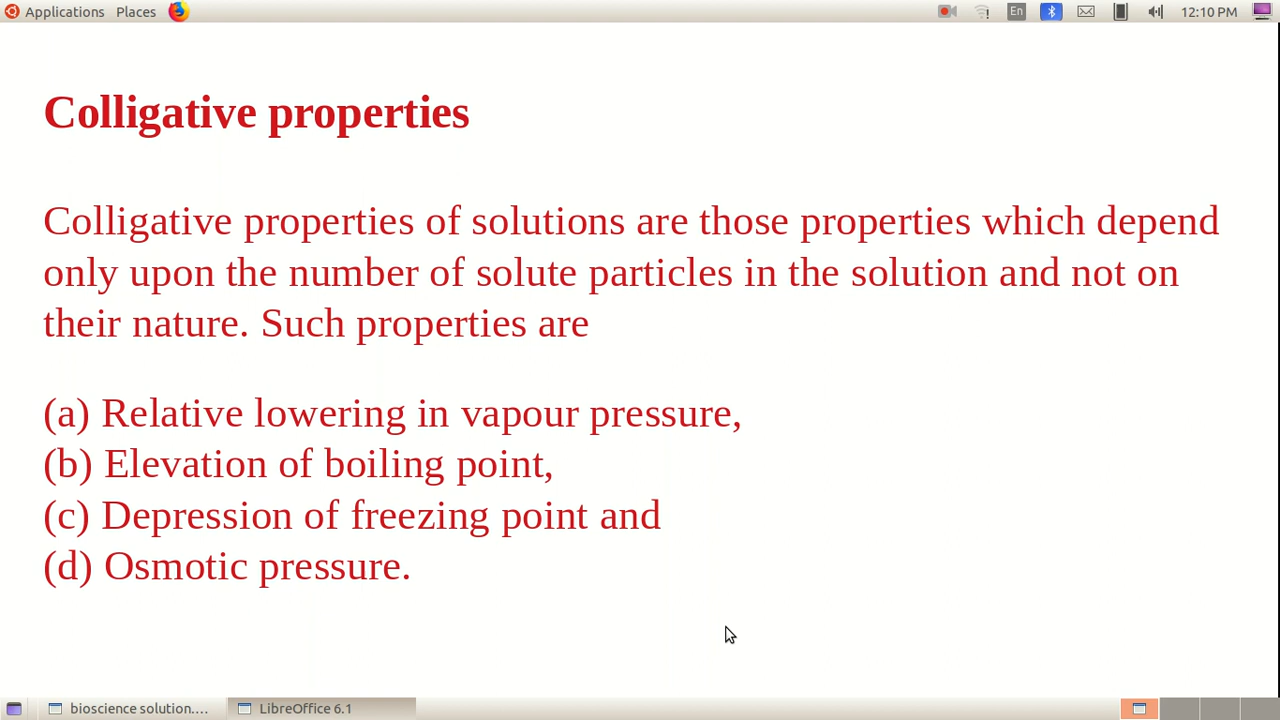 Applications Places En 12:10 PM
Colligative properties
Colligative properties of solutions are those properties which depend
only upon the number of solute particles in the solution and not on
their nature. Such properties are
(a) Relative lowering in vapour pressure,
(b) Elevation of boiling point,
(c) Depression of freezing point and
(d) Osmotic pressure.
bioscience solution.... LibreOffice 6.1